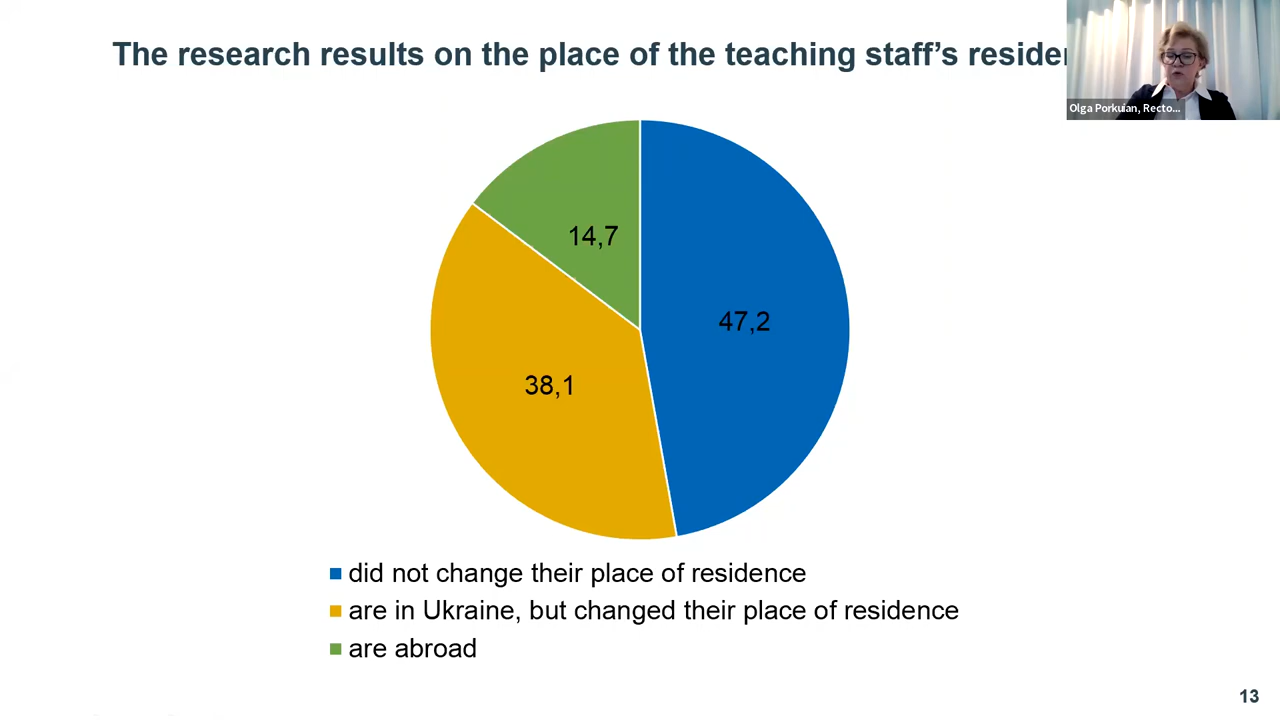 The research results on the place of the teaching staff’s
Olga Porkuian, Recto...
14,7
47,2
38,1
did not change their place of residence
are in Ukraine, but changed their place of residence
are abroad
13